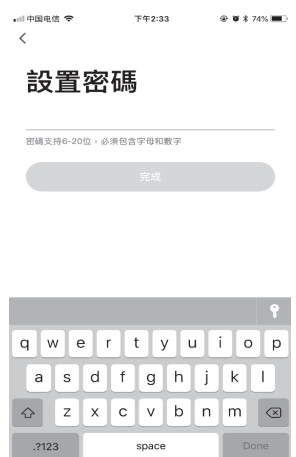 中国电信 下午2:33 74%
設置密碼
密碼支持6-20位，必須包含字母和數字
完成
q w e r t y u i o p
a s d f g h j k l
z x c v b n m
.?123 space Done